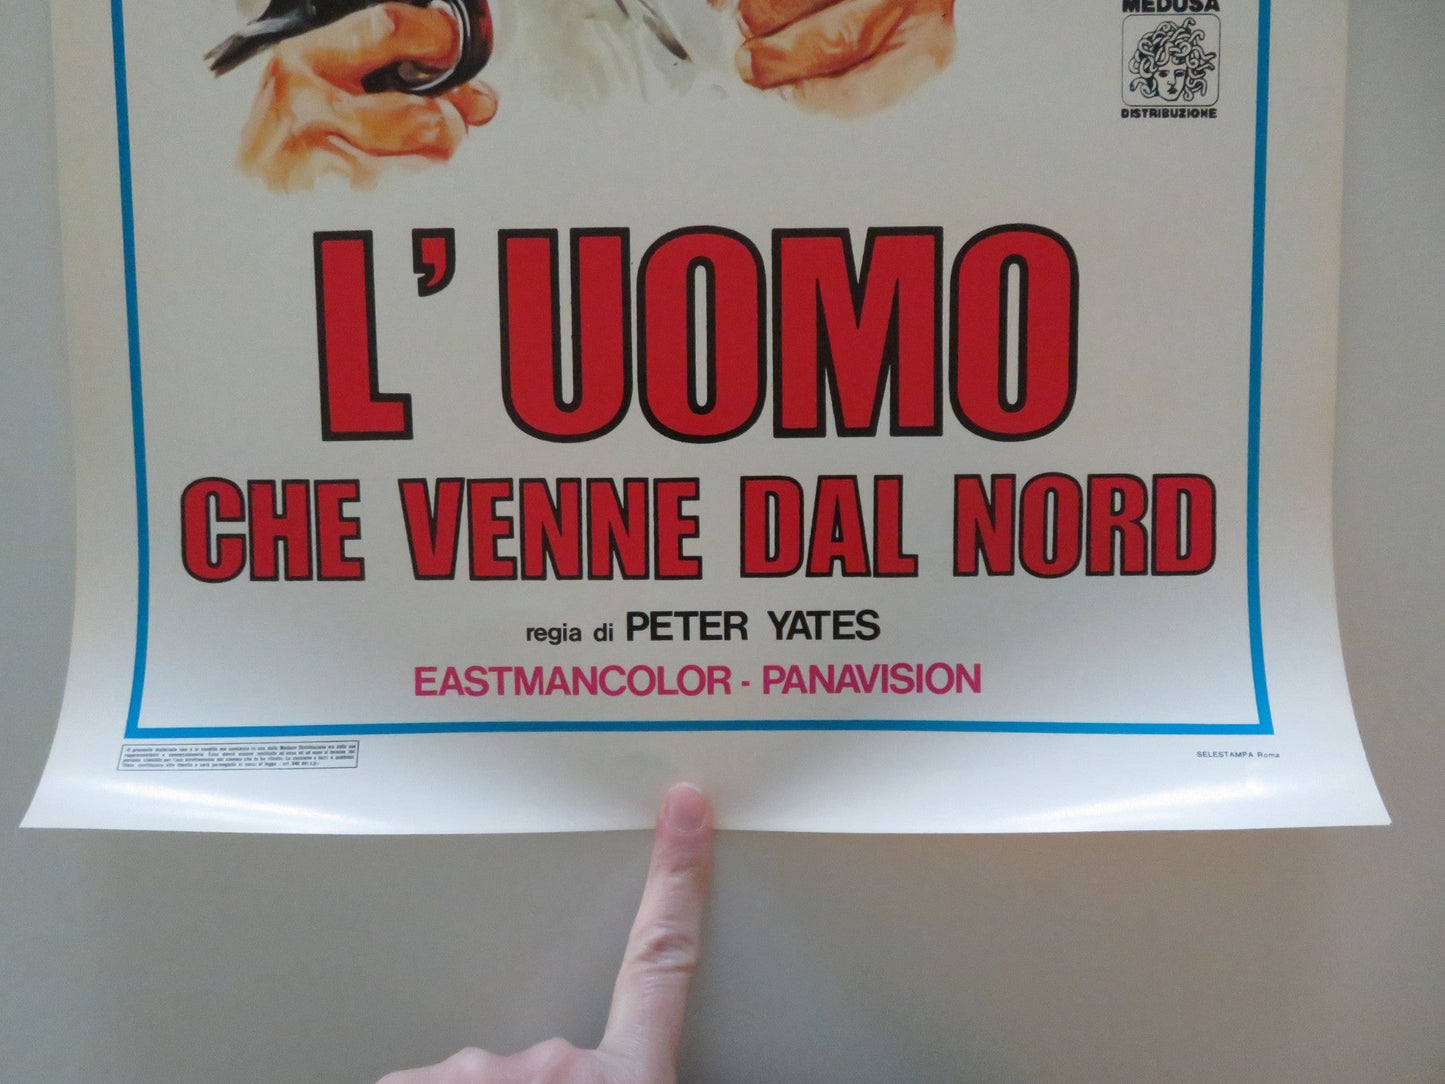 MEDUSA
DISTRIBUZIONE
L'UOMO
CHE VENNE DAL NORD
regia di PETER YATES
EASTMANCOLOR - PANAVISION
SELESTAMPA Roma